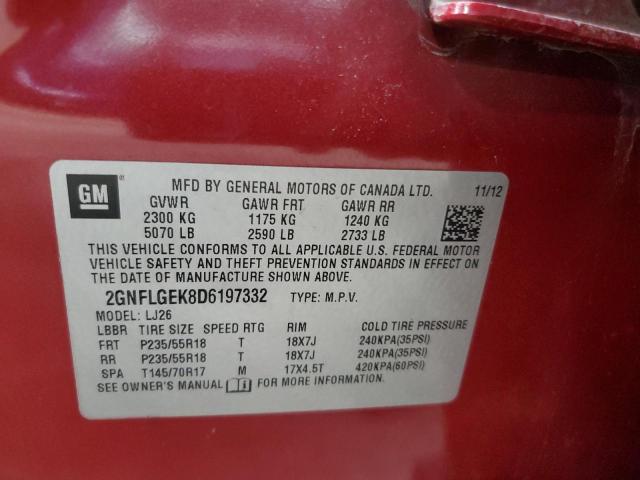 GM®
MFD BY GENERAL MOTORS OF CANADA LTD. 11/12
GVWR GAWR FRT GAWR RR
2300 KG 1175 KG 1240 KG
5070 LB 2590 LB 2733 LB
THIS VEHICLE CONFORMS TO ALL APPLICABLE U.S. FEDERAL MOTOR
VEHICLE SAFETY AND THEFT PREVENTION STANDARDS IN EFFECT ON
THE DATE OF MANUFACTURE SHOWN ABOVE.
2GNFLGEK8D6197332 TYPE: M.P.V.
MODEL: LJ26
LBBR TIRE SIZE SPEED RTG RIM COLD TIRE PRESSURE
FRT P235/55R18 T 18X7J 240KPA(35PSI)
RR P235/55R18 T 18X7J 240KPA(35PSI)
SPA T145/70R17 M 17X4.5T 420KPA(60PSI)
SEE OWNER'S MANUAL FOR MORE INFORMATION.